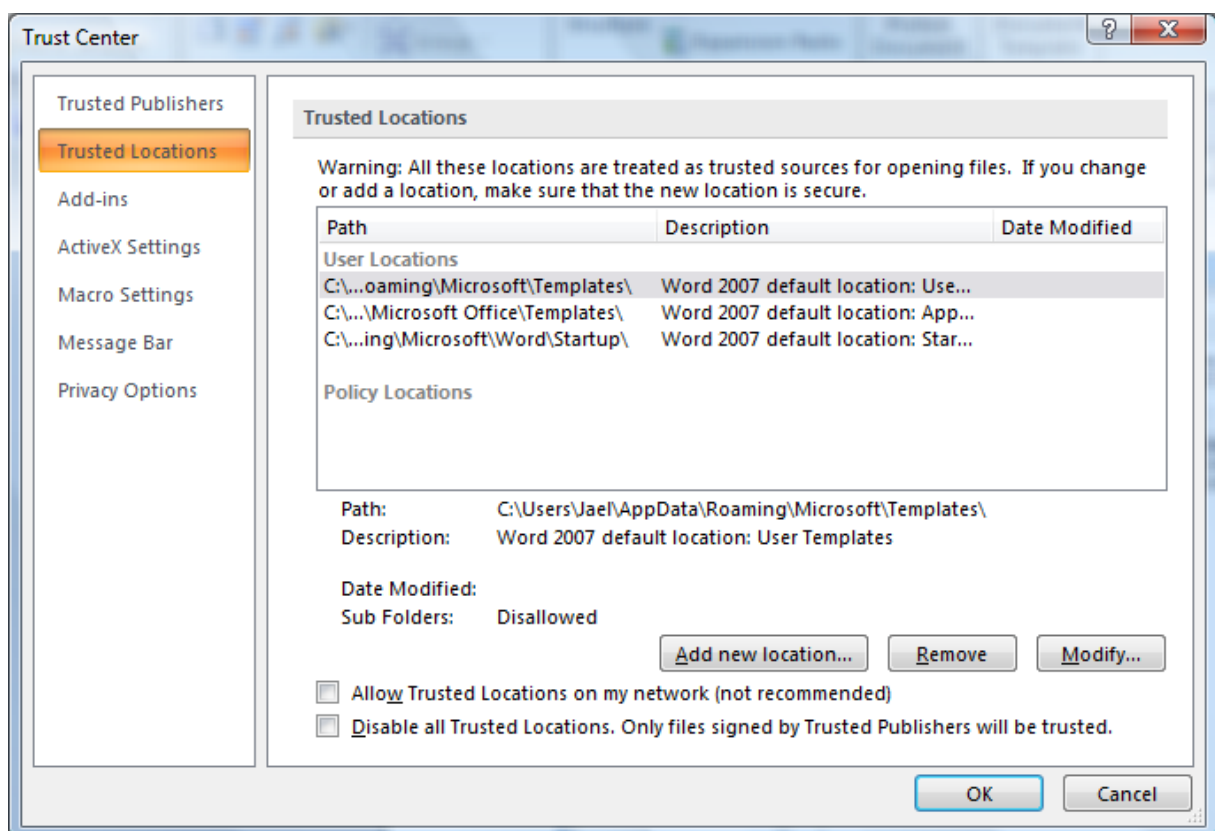 Trust Center
Trusted Publishers
Trusted Locations
Add-ins
ActiveX Settings
Macro Settings
Message Bar
Privacy Options
Trusted Locations
Warning: All these locations are treated as trusted sources for opening files. If you change
or add a location, make sure that the new location is secure.
Path Description Date Modified
User Locations
C:\...oaming\Microsoft\Templates\ Word 2007 default location: Use...
C:\...\Microsoft Office\Templates\ Word 2007 default location: App...
C:\...ing\Microsoft\Word\Startup\ Word 2007 default location: Star...
Policy Locations
Path: C:\Users\Jael\AppData\Roaming\Microsoft\Templates\
Description: Word 2007 default location: User Templates
Date Modified:
Sub Folders: Disallowed
Add new location... Remove Modify...
Allow Trusted Locations on my network (not recommended)
Disable all Trusted Locations. Only files signed by Trusted Publishers will be trusted.
OK Cancel